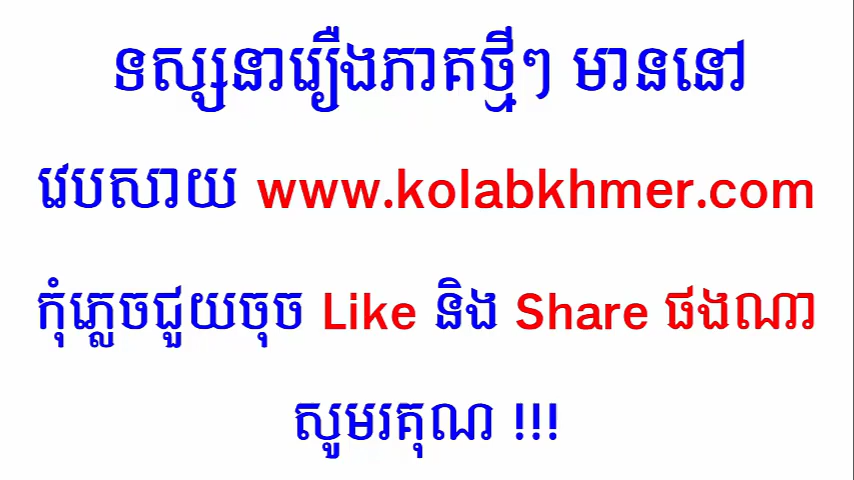 ទស្សនារឿងភាគថ្មីៗ មាននៅ
វេបសាយ www.kolabkhmer.com
កុំភ្លេចជួយចុច Like និង Share ផងណា
សូមរគុណ !!!